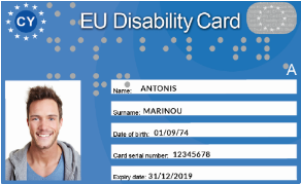 CY
EU Disability Card
A
Name: ANTONIS
Surname: MARINOU
Date of birth: 01/09/74
Card serial number: 12345678
Expiry date: 31/12/2019